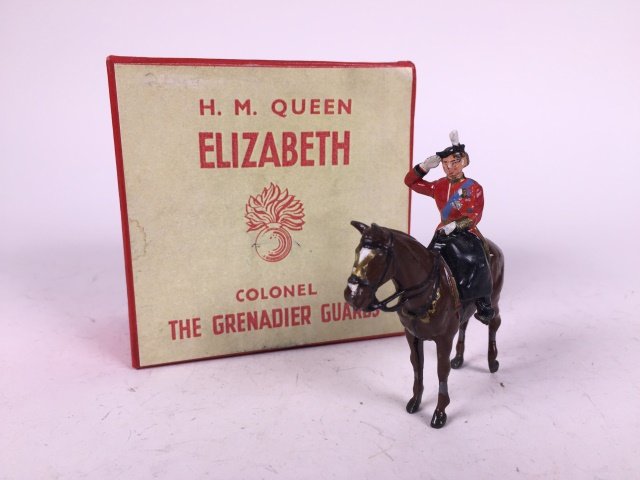 H. M. QUEEN
ELIZABETH
COLONEL
THE GRENADIER GUARDS